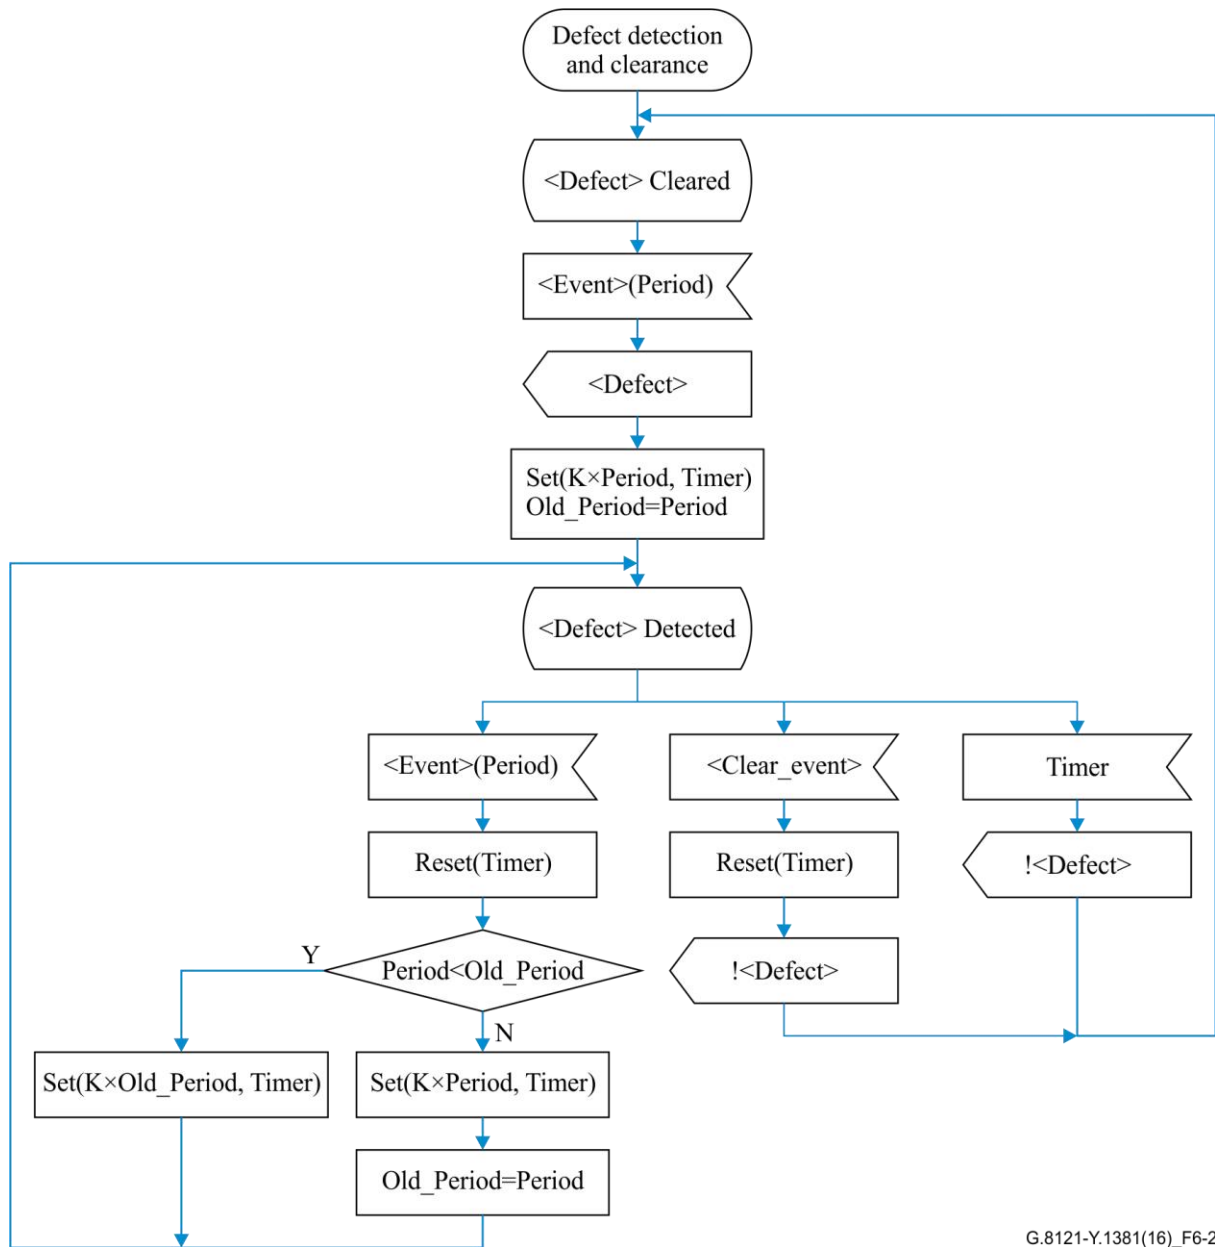 Defect detection
and clearance
<Defect> Cleared
<Event>(Period)
<Defect>
Set(K×Period, Timer)
Old_Period=Period
<Defect> Detected
<Event>(Period)
<Clear_event>
Timer
Reset(Timer)
Reset(Timer)
!<Defect>
Y
Period<Old_Period
!<Defect>
N
Set(K×Old_Period, Timer)
Set(K×Period, Timer)
Old_Period=Period
G.8121-Y.1381(16)_F6-2